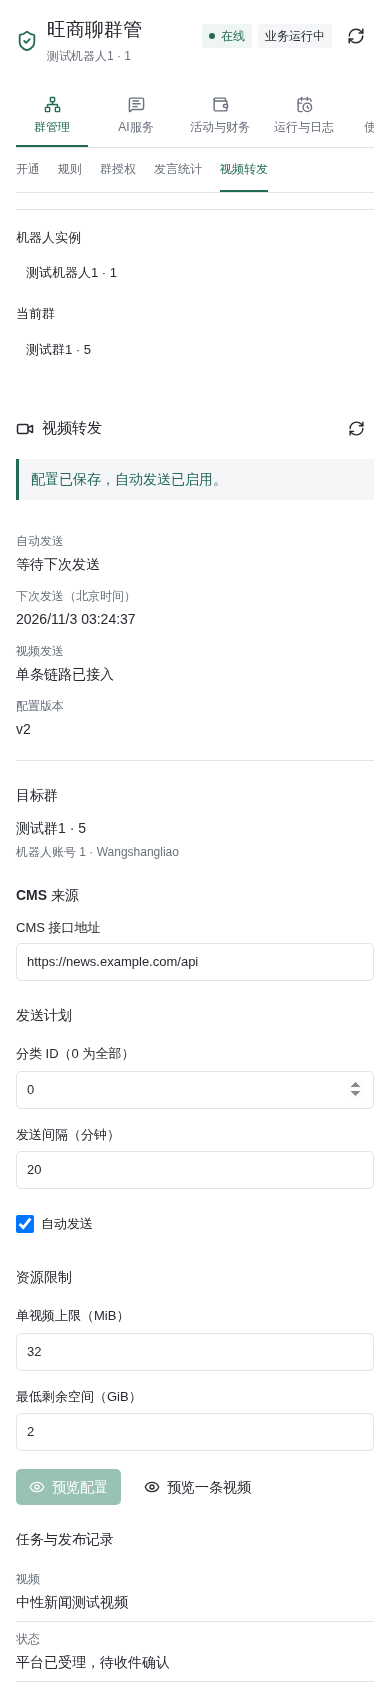 旺商聊群管
测试机器人1 · 1
在线
业务运行中
群管理
AI服务
活动与财务
运行与日志
开通
规则
群授权
发言统计
视频转发
机器人实例
测试机器人1 · 1
当前群
测试群1 · 5
视频转发
配置已保存，自动发送已启用。
自动发送
等待下次发送
下次发送（北京时间）
2026/11/3 03:24:37
视频发送
单条链路已接入
配置版本
v2
目标群
测试群1 · 5
机器人账号 1 · Wangshangliao
CMS 来源
CMS 接口地址
https://news.example.com/api
发送计划
分类 ID（0 为全部）
0
发送间隔（分钟）
20
自动发送
资源限制
单视频上限（MiB）
32
最低剩余空间（GiB）
2
预览配置
预览一条视频
任务与发布记录
视频
中性新闻测试视频
状态
平台已受理，待收件确认